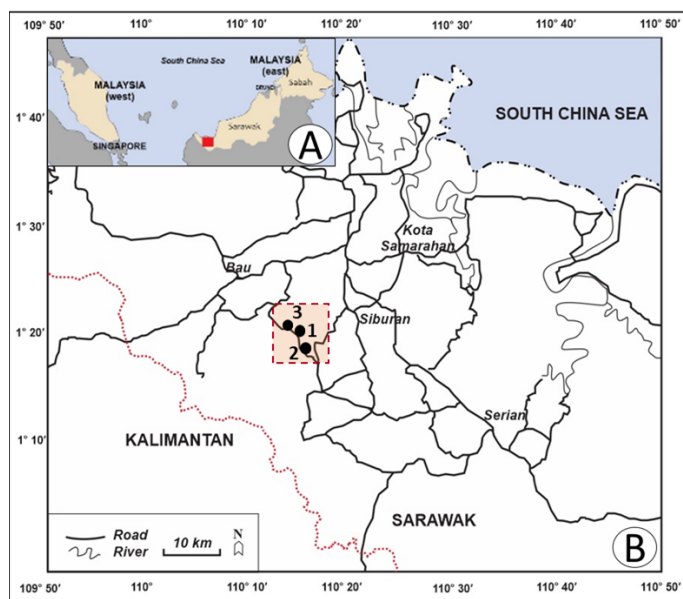 109° 50' 110° 110° 10' 110° 20' 110° 30' 110° 40' 110° 50'
South China Sea
MALAYSIA
(west)
MALAYSIA
(east)
BRUNEI
Sabah
Sarawak
SINGAPORE
A
1° 40'
SOUTH CHINA SEA
1° 30'
Kota
Samarahan
Bau
1° 20'
3
1
2
Siburan
Serian
1° 10'
KALIMANTAN
SARAWAK
Road
River
10 km
N
B
109° 50' 110° 110° 10' 110° 20' 110° 30' 110° 40' 110° 50'